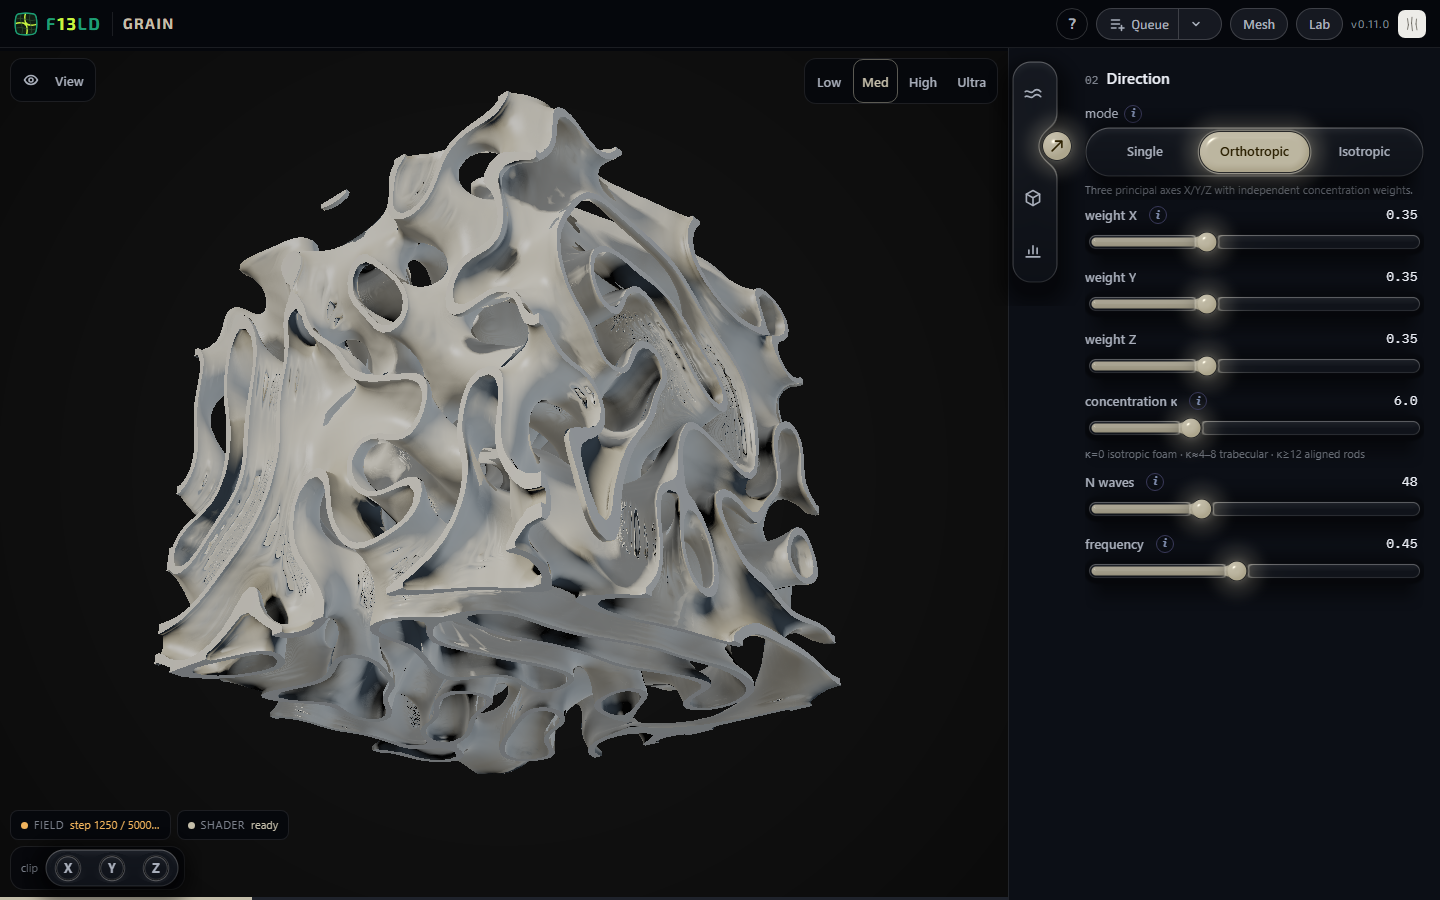 F13LD GRAIN
? Queue Mesh Lab v0.11.0
View
Low Med High Ultra
02 Direction
mode i
Single Orthotropic Isotropic
Three principal axes X/Y/Z with independent concentration weights.
weight X i 0.35
weight Y 0.35
weight Z 0.35
concentration κ i 6.0
κ=0 isotropic foam · κ≈4–8 trabecular · κ≥12 aligned rods
N waves i 48
frequency i 0.45
FIELD step 1250 / 5000... SHADER ready
clip X Y Z